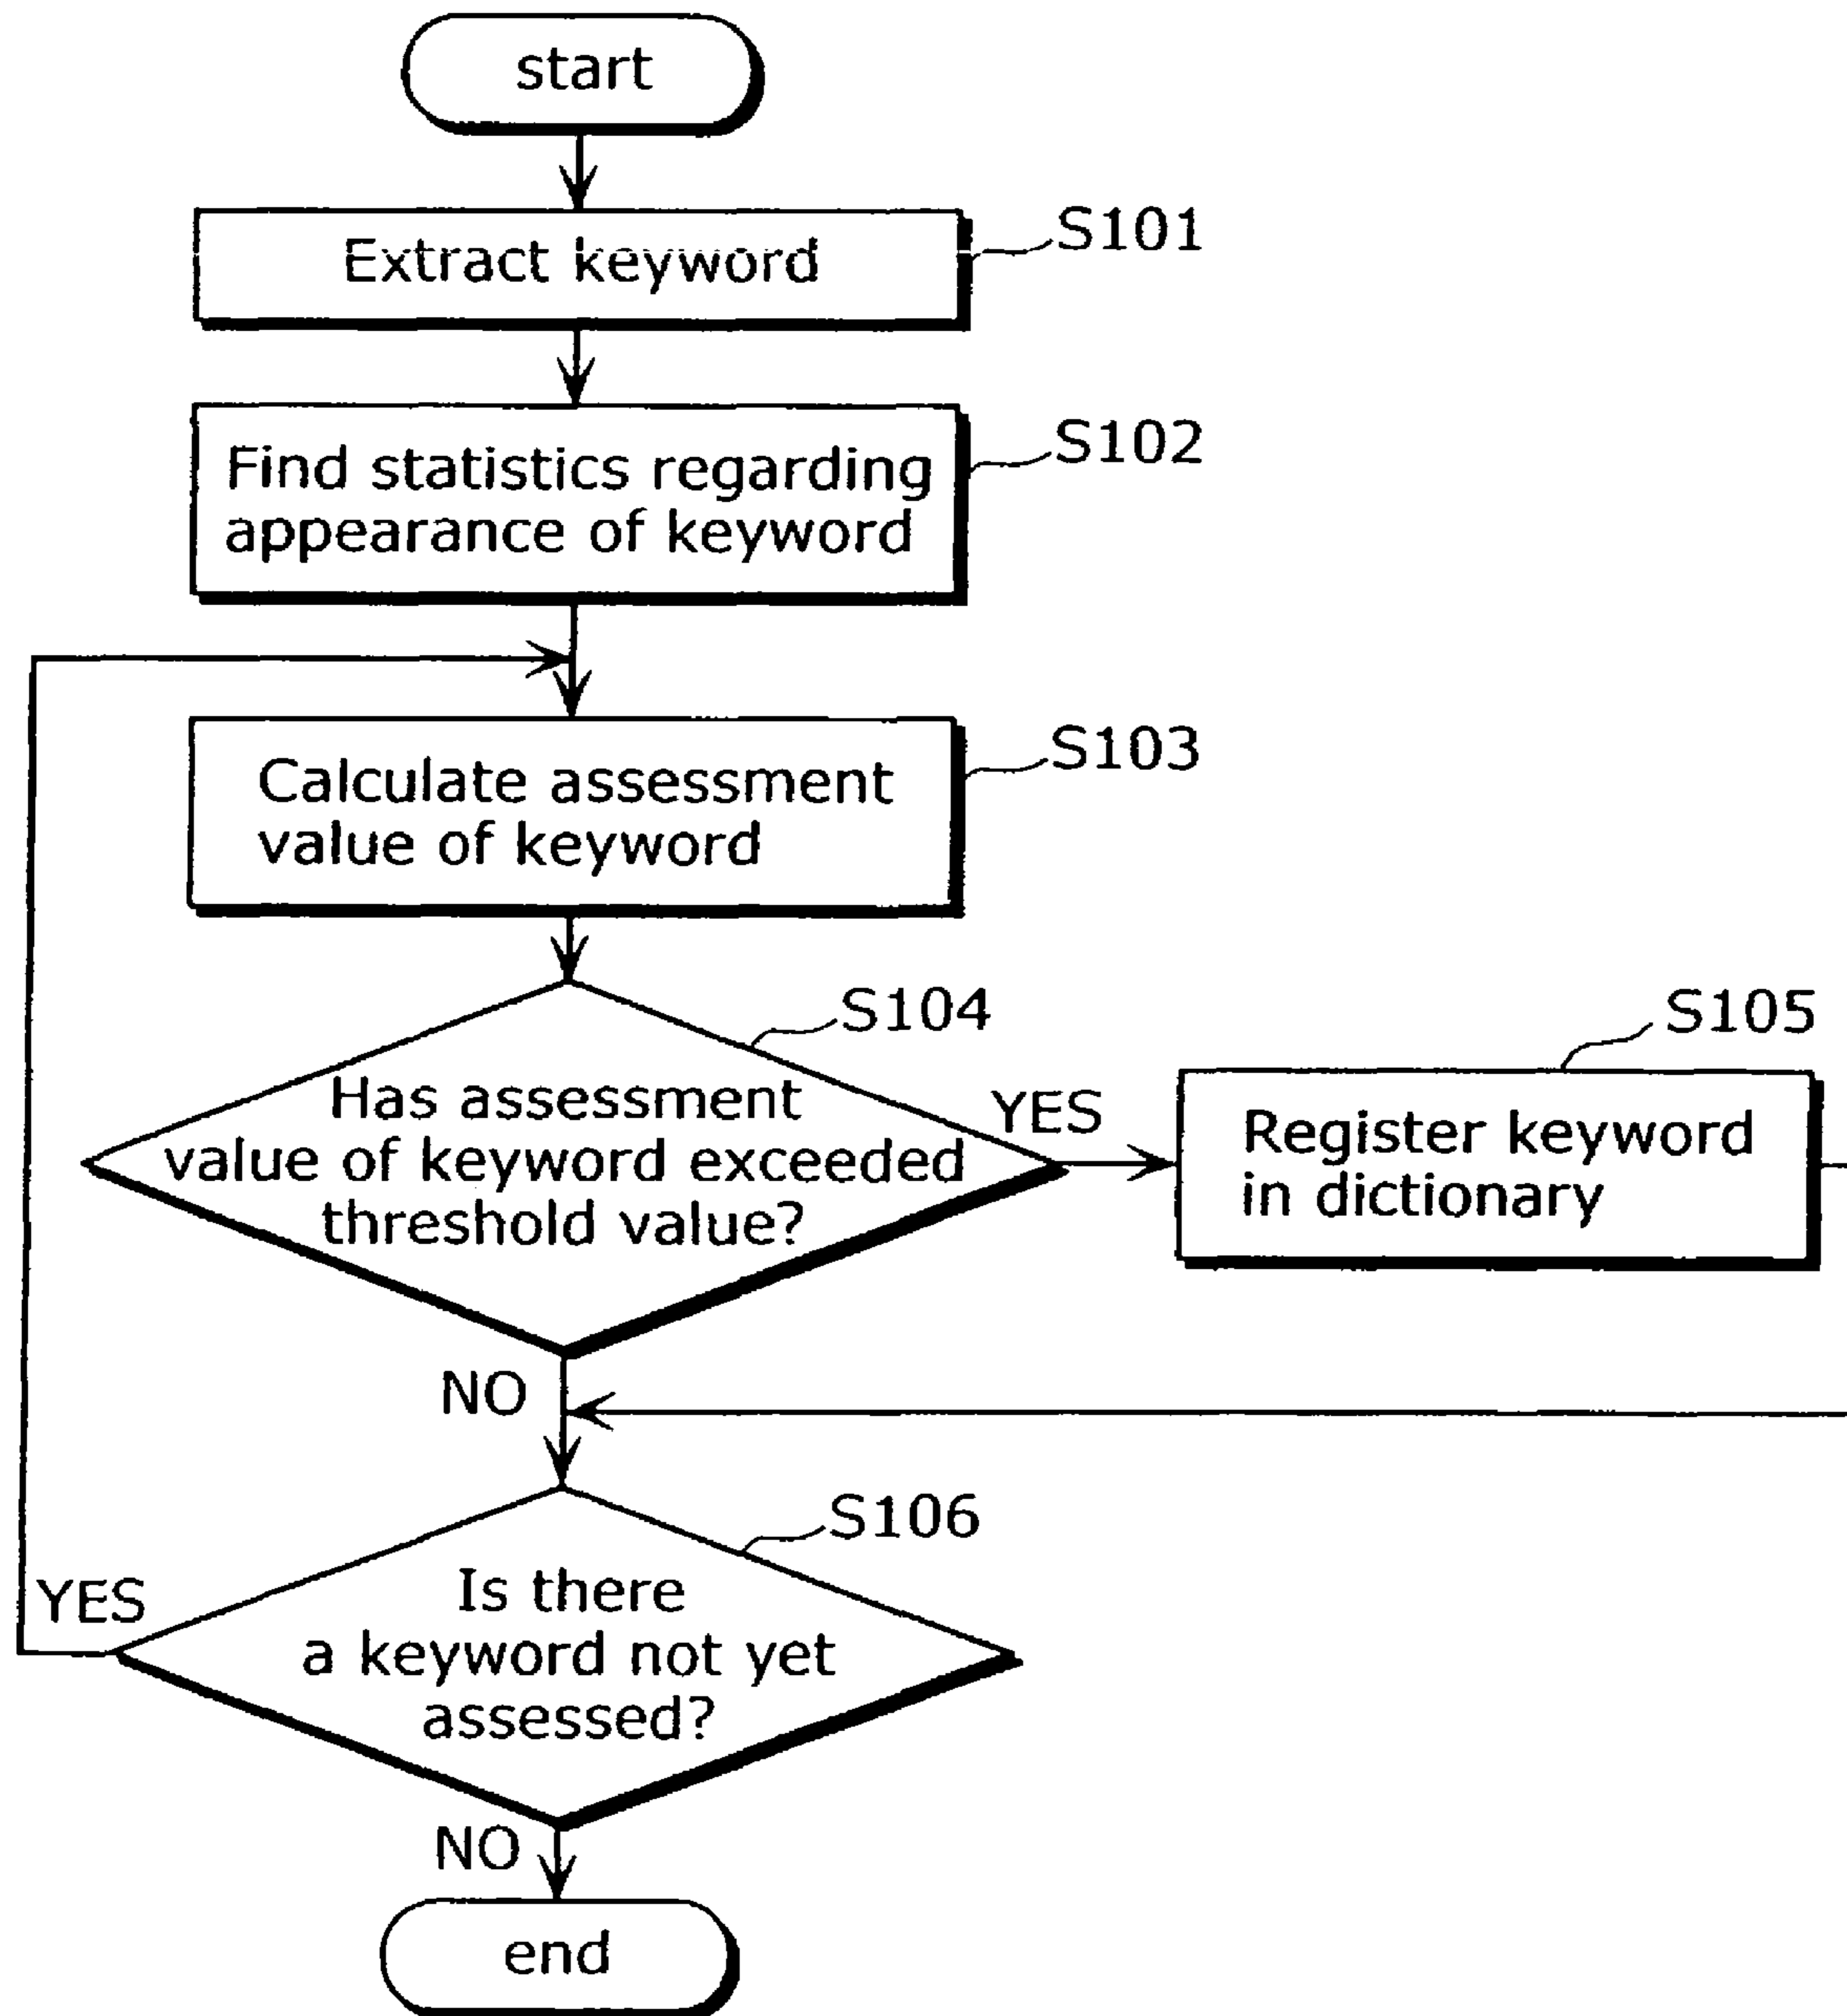 start
Extract keyword
S101
Find statistics regarding
appearance of keyword
S102
Calculate assessment
value of keyword
S103
S104
Has assessment
value of keyword exceeded
threshold value?
YES
S105
Register keyword
in dictionary
NO
S106
Is there
a keyword not yet
assessed?
YES
NO
end